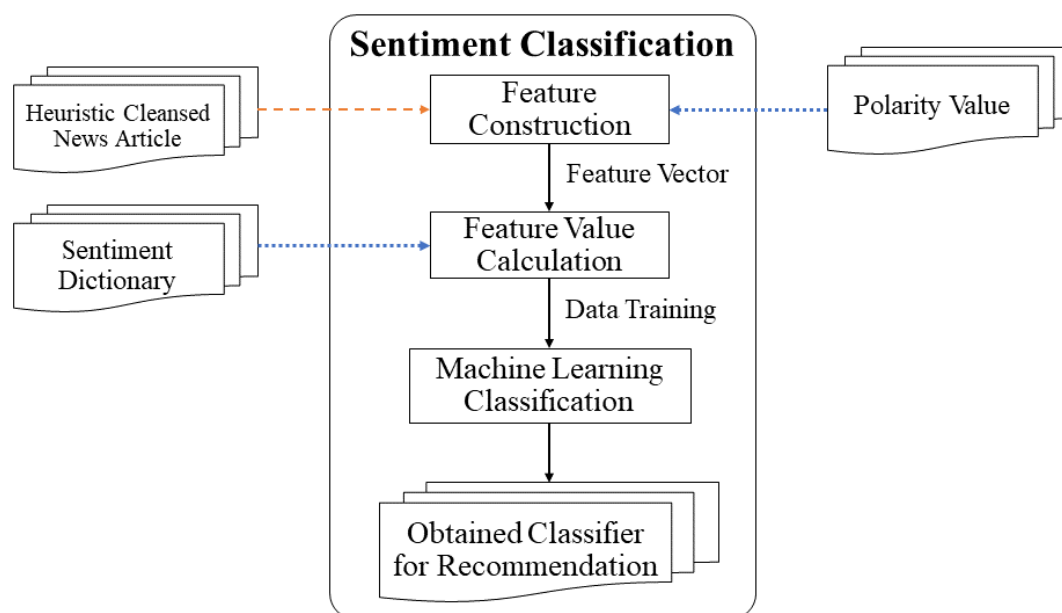 Sentiment Classification
Heuristic Cleansed
News Article
Feature
Construction
Polarity Value
Feature Vector
Sentiment
Dictionary
Feature Value
Calculation
Data Training
Machine Learning
Classification
Obtained Classifier
for Recommendation